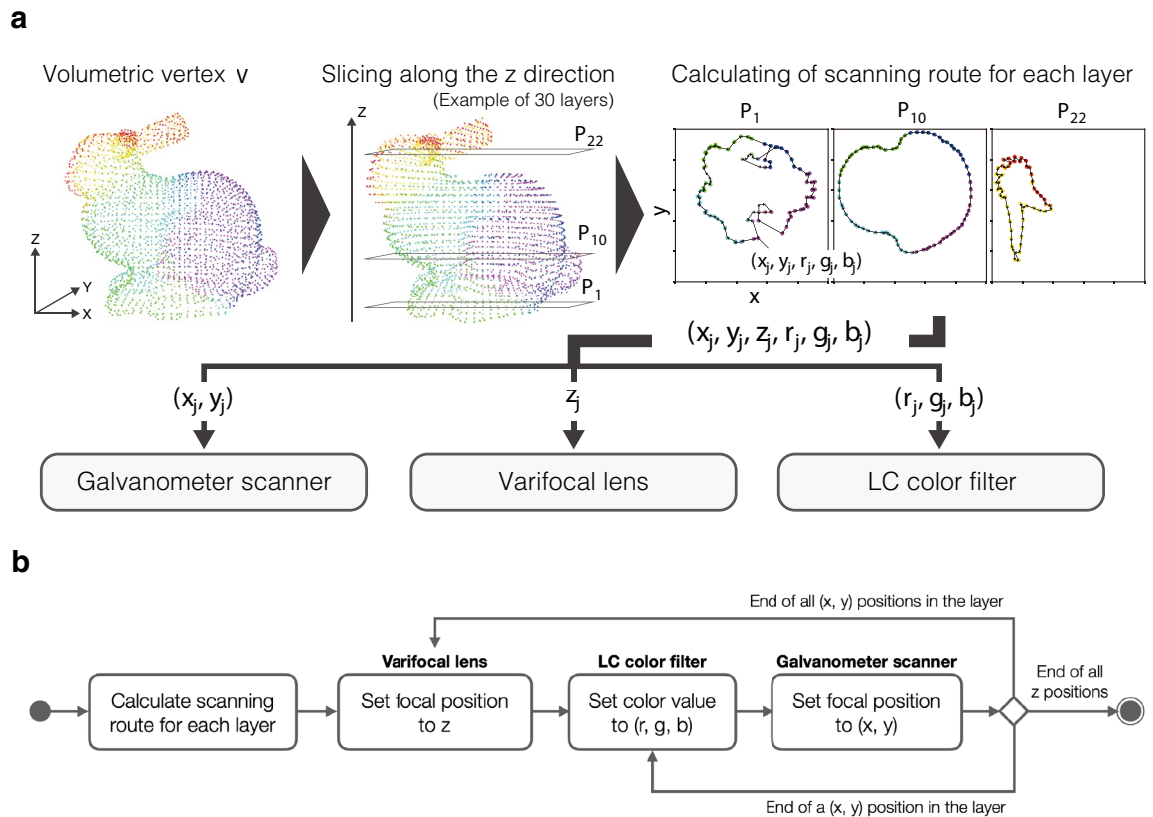 a
Volumetric vertex v
Slicing along the z direction
(Example of 30 layers)
Calculating of scanning route for each layer
P1
P10
P22
z
P22
P10
P1
z
Y
x
y
x
(xj, yj, rj, gj, bj)
(xj, yj, zj, rj, gj, bj)
(xj, yj)
zj
(rj, gj, bj)
Galvanometer scanner
Varifocal lens
LC color filter
b
End of all (x, y) positions in the layer
Varifocal lens
LC color filter
Galvanometer scanner
Calculate scanning
route for each layer
Set focal position
to z
Set color value
to (r, g, b)
Set focal position
to (x, y)
End of all
z positions
End of a (x, y) position in the layer